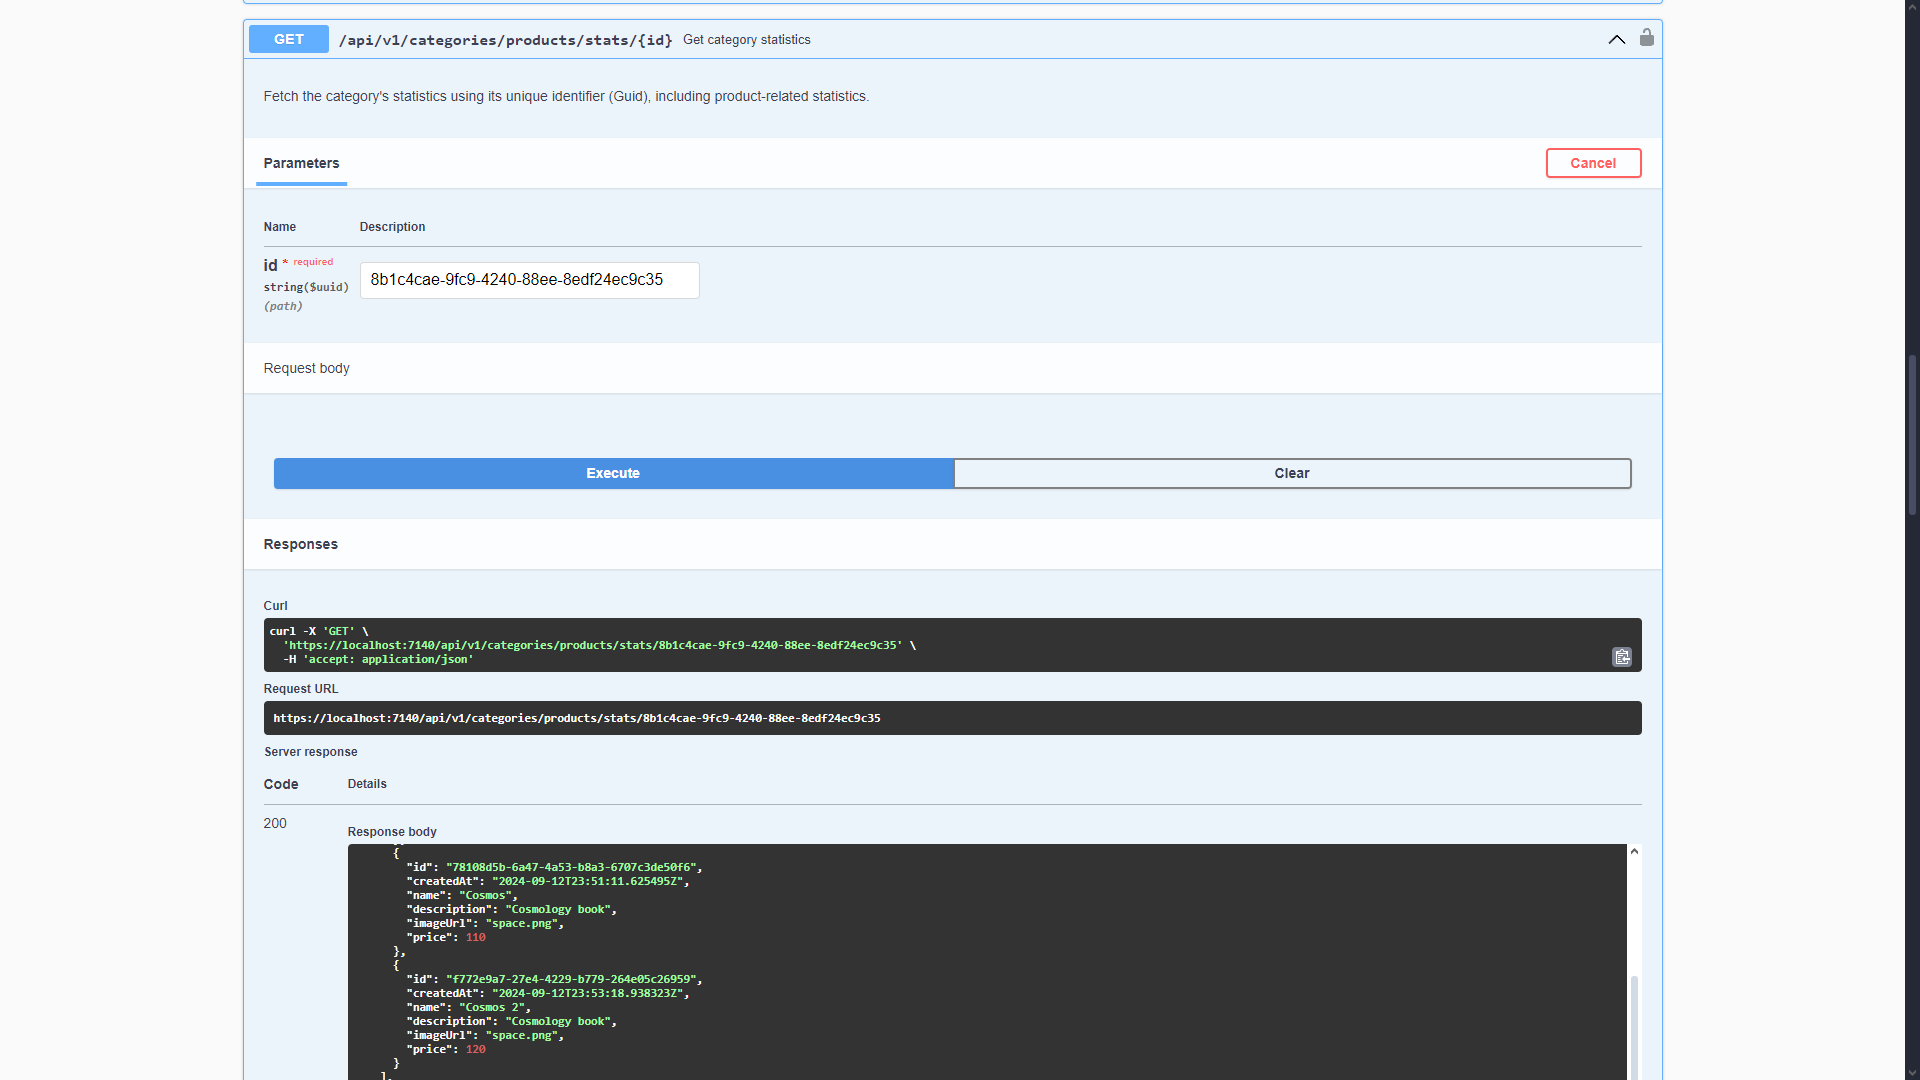 GET /api/v1/categories/products/stats/{id} Get category statistics
Fetch the category's statistics using its unique identifier (Guid), including product-related statistics.
Parameters
Cancel
Name Description
id * required
string($uuid)
(path)
8b1c4cae-9fc9-4240-88ee-8edf24ec9c35
Request body
Execute
Clear
Responses
Curl
curl -X 'GET' \
'https://localhost:7140/api/v1/categories/products/stats/8b1c4cae-9fc9-4240-88ee-8edf24ec9c35' \
-H 'accept: application/json'
Request URL
https://localhost:7140/api/v1/categories/products/stats/8b1c4cae-9fc9-4240-88ee-8edf24ec9c35
Server response
Code Details
200
Response body
{
"id": "78108d5b-6a47-4a53-b8a3-6707c3de50f6",
"createdAt": "2024-09-12T23:51:11.625495Z",
"name": "Cosmos",
"description": "Cosmology book",
"imageUrl": "space.png",
"price": 110
},
{
"id": "f772e9a7-27e4-4229-b779-264e05c26959",
"createdAt": "2024-09-12T23:53:18.938323Z",
"name": "Cosmos 2",
"description": "Cosmology book",
"imageUrl": "space.png",
"price": 120
}
],